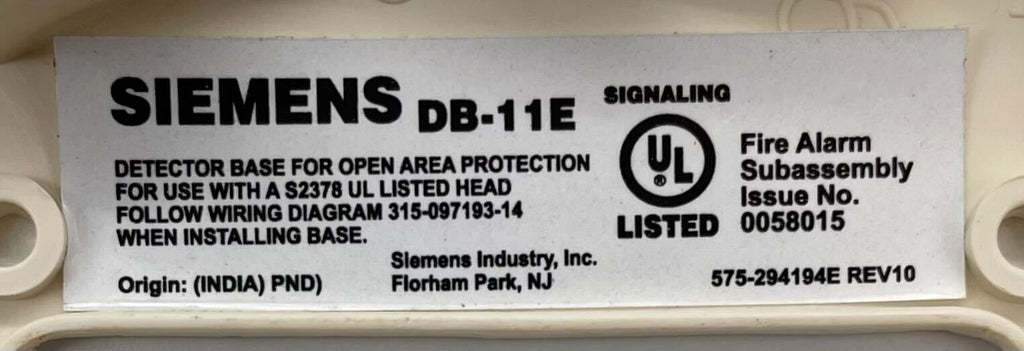 SIEMENS DB-11E
DETECTOR BASE FOR OPEN AREA PROTECTION
FOR USE WITH A S2378 UL LISTED HEAD
FOLLOW WIRING DIAGRAM 315-097193-14
WHEN INSTALLING BASE.
Origin: (INDIA) PND)
Siemens Industry, Inc.
Florham Park, NJ
SIGNALING
UL ®
LISTED
Fire Alarm
Subassembly
Issue No.
0058015
575-294194E REV10